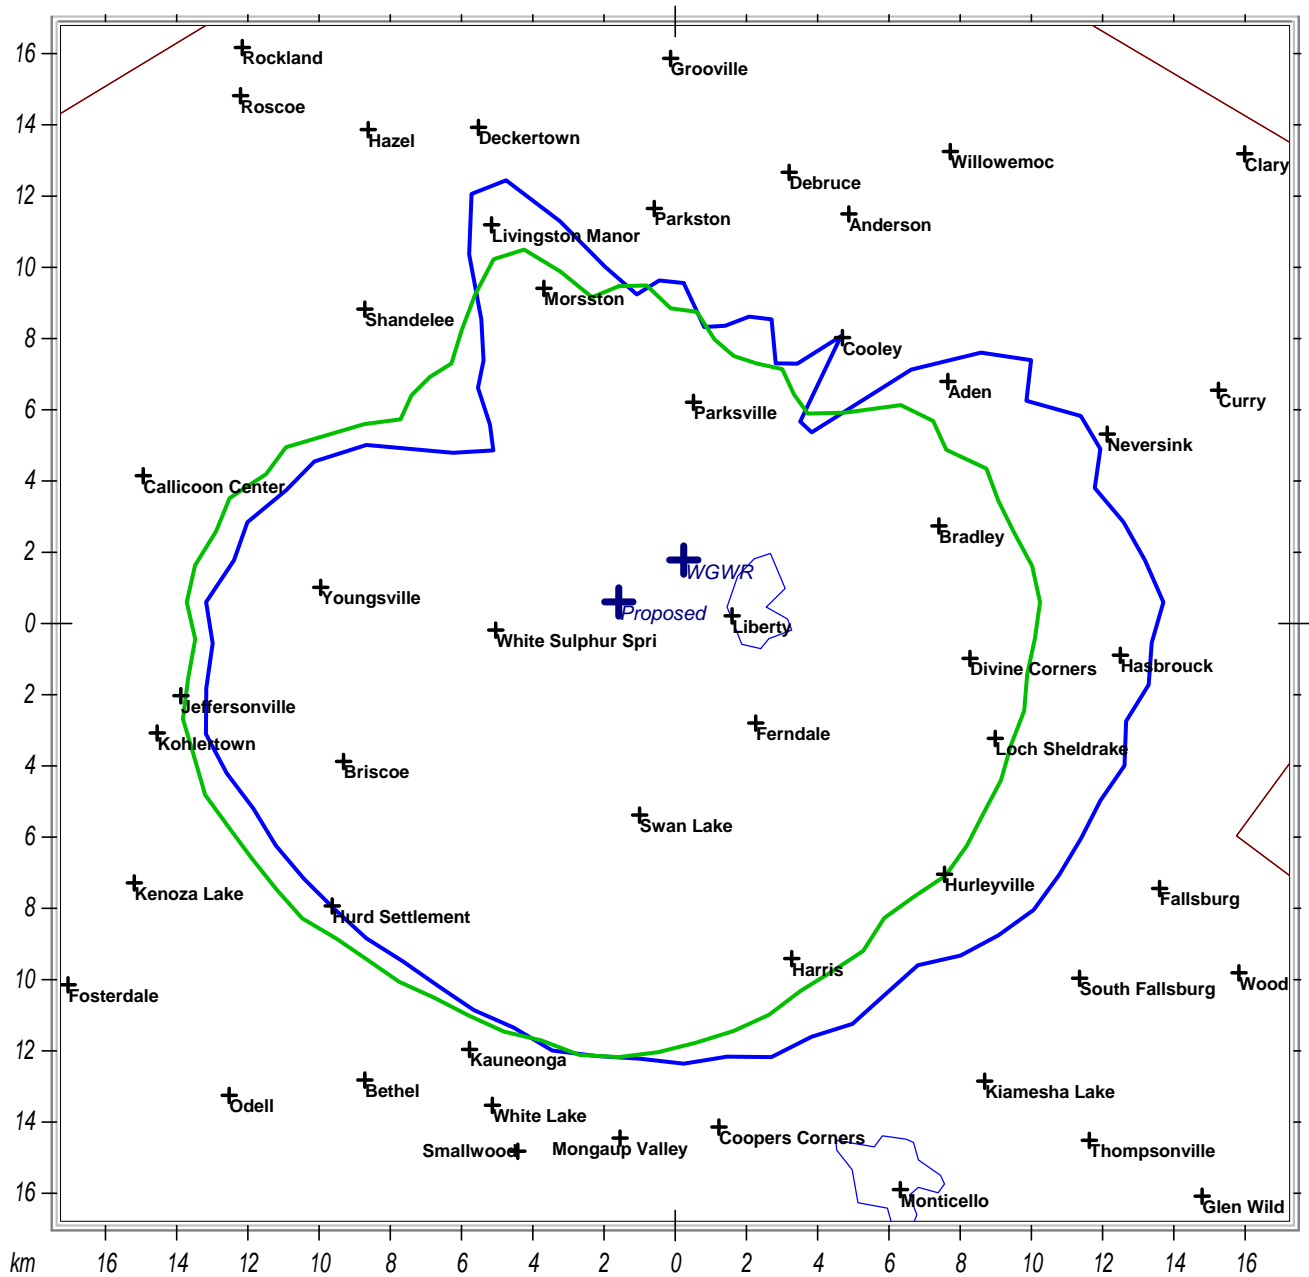 16
Rockland
Grooville
Roscoe
14
Hazel
Deckertown
Willowemoc
Clary
Debruce
12
Parkston
Anderson
Livingston Manor
10
Morsston
Shandelee
8
Cooley
Aden
Curry
6
Parksville
Neversink
4
Callicoon Center
Bradley
2
WGWR
Youngsville
Proposed
0
Liberty
White Sulphur Spri
Divine Corners
Hasbrouck
2
Jeffersonville
Ferndale
Kohlertown
Loch Sheldrake
4
Briscoe
Swan Lake
6
Kenoza Lake
Hurleyville
Fallsburg
8
Hurd Settlement
Harris
10
Fosterdale
South Fallsburg
Wood
12
Kauneonga
Bethel
Kiamesha Lake
Odell
White Lake
14
Coopers Corners
Smallwood
Mongaup Valley
Thompsonville
16
Monticello
Glen Wild
km 16 14 12 10 8 6 4 2 0 2 4 6 8 10 12 14 16